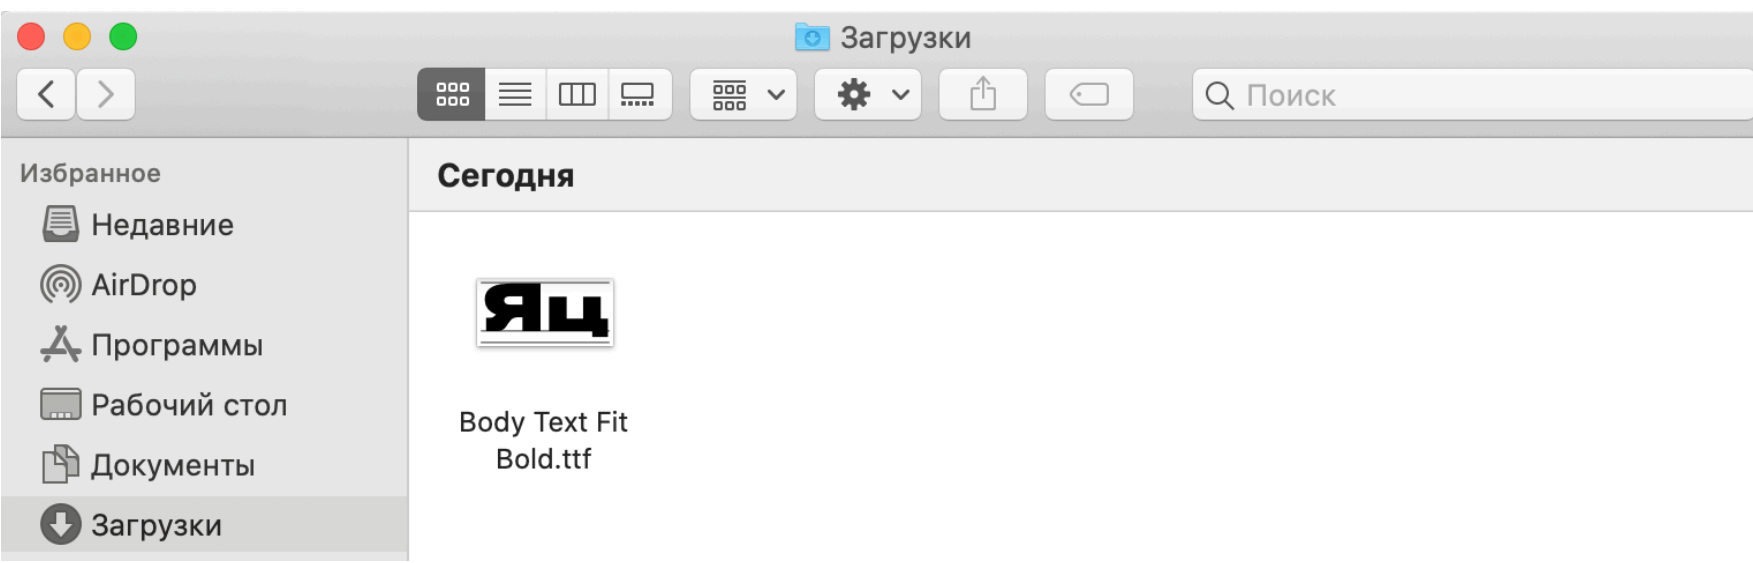 Загрузки
Поиск
Избранное
Недавние
AirDrop
Программы
Рабочий стол
Документы
Загрузки
Сегодня
Яц
Body Text Fit
Bold.ttf